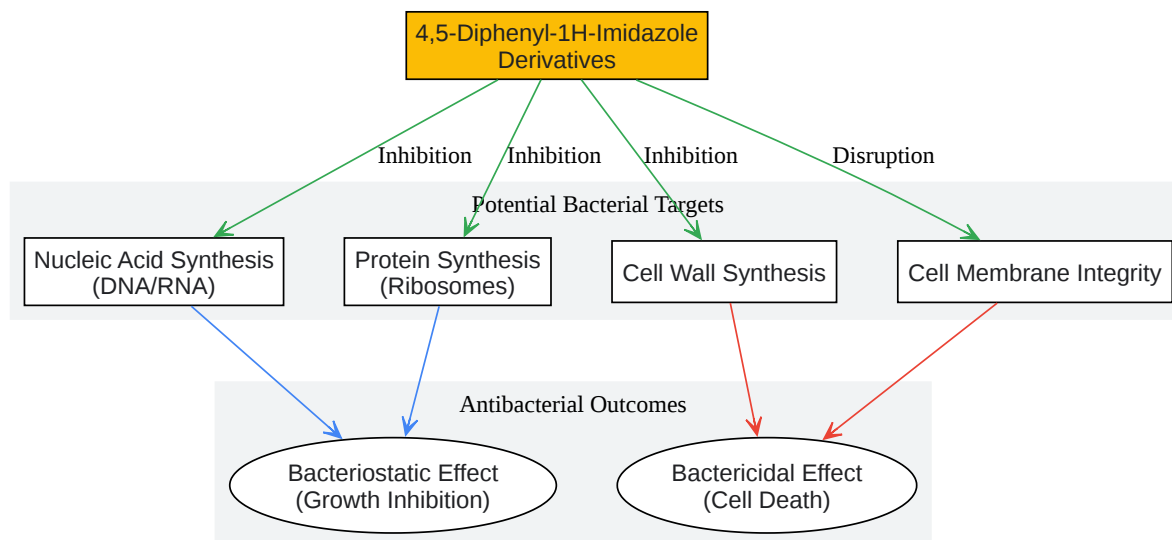 4,5-Diphenyl-1H-Imidazole
Derivatives
Inhibition
Inhibition
Inhibition
Disruption
Potential Bacterial Targets
Nucleic Acid Synthesis
(DNA/RNA)
Protein Synthesis
(Ribosomes)
Cell Wall Synthesis
Cell Membrane Integrity
Antibacterial Outcomes
Bacteriostatic Effect
(Growth Inhibition)
Bactericidal Effect
(Cell Death)